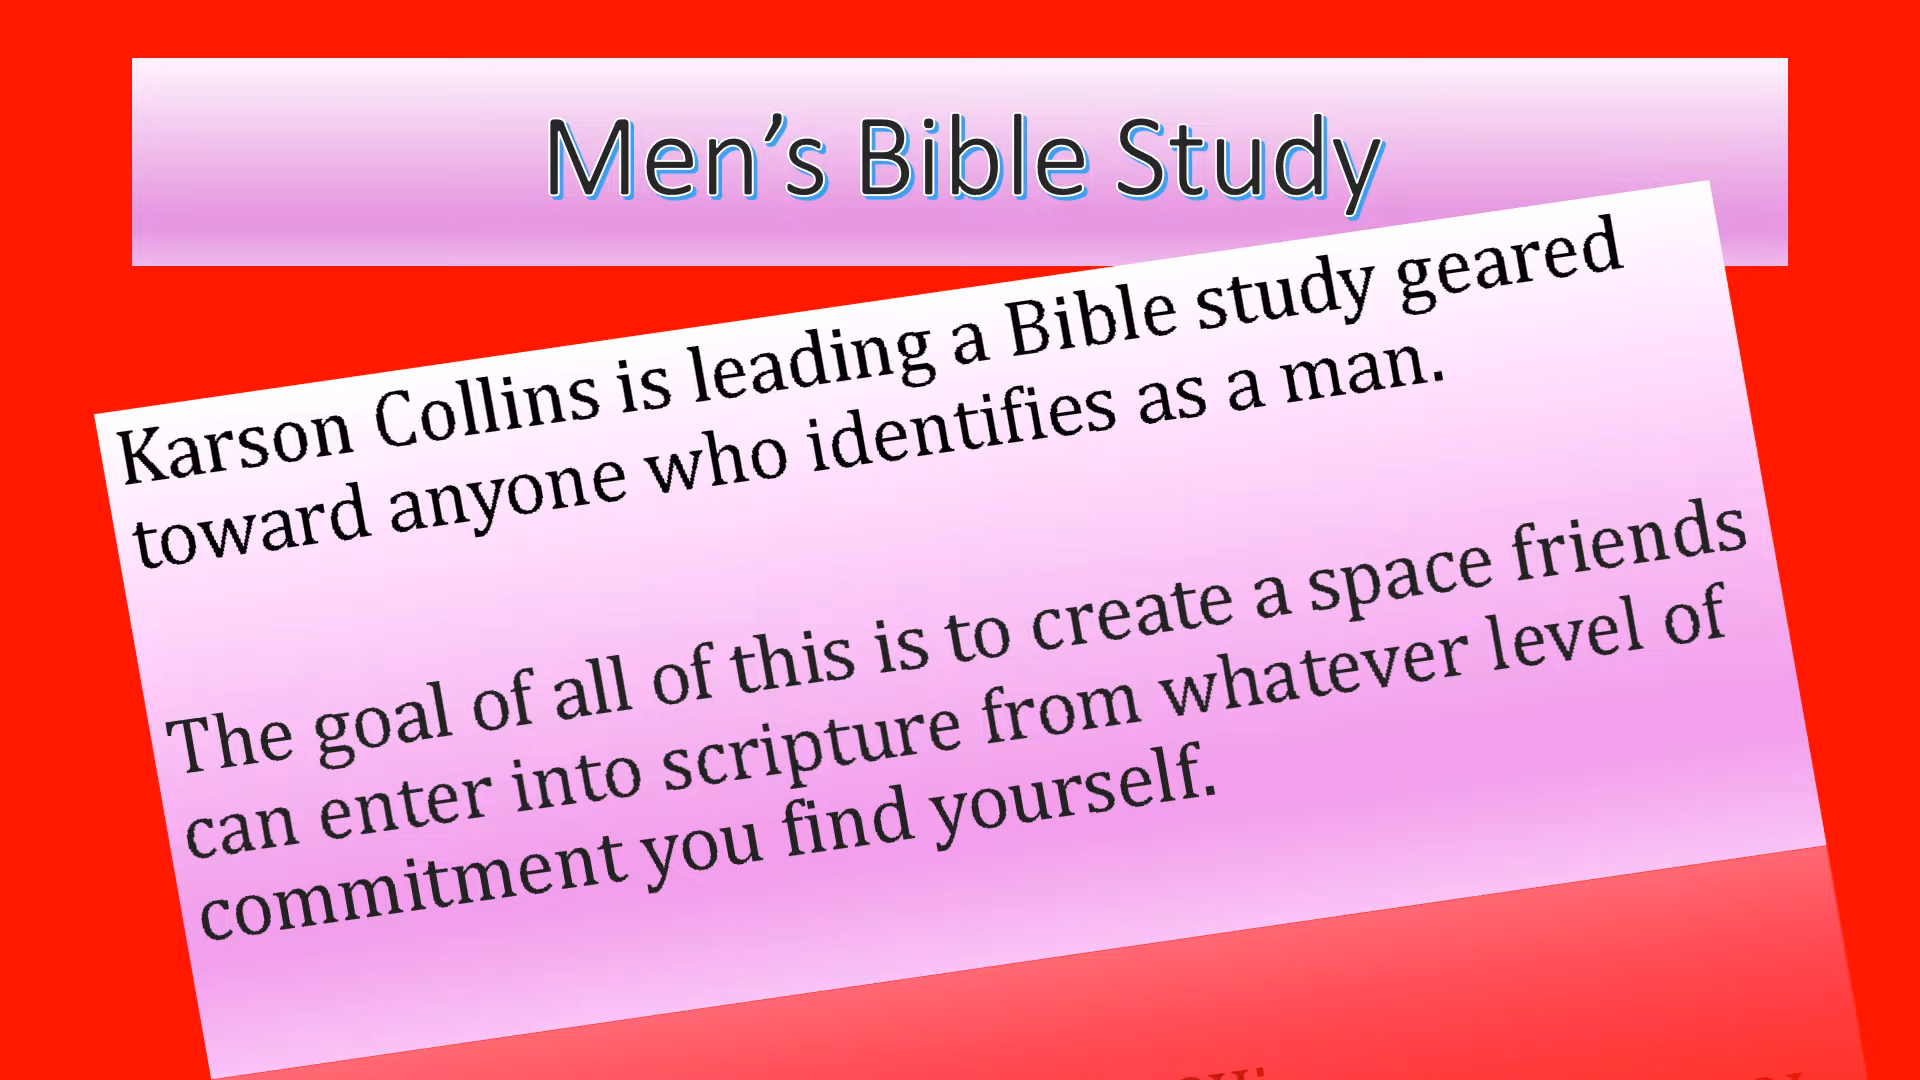 Men’s Bible Study
Karson Collins is leading a Bible study geared
toward anyone who identifies as a man.
The goal of all of this is to create a space friends
can enter into scripture from whatever level of
commitment you find yourself.